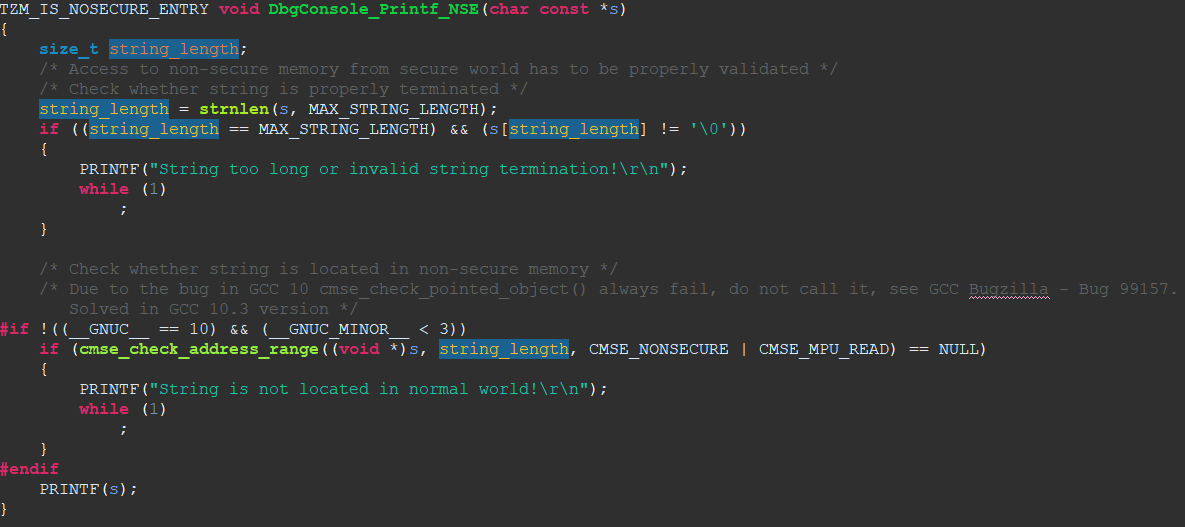 TZM_IS_NOSECURE_ENTRY void DbgConsole_Printf_NSE(char const *s)
{
    size_t string_length;
    /* Access to non-secure memory from secure world has to be properly validated */
    /* Check whether string is properly terminated */
    string_length = strnlen(s, MAX_STRING_LENGTH);
    if ((string_length == MAX_STRING_LENGTH) && (s[string_length] != '\0'))
    {
        PRINTF("String too long or invalid string termination!\r\n");
        while (1)
            ;
    }

    /* Check whether string is located in non-secure memory */
    /* Due to the bug in GCC 10 cmse_check_pointed_object() always fail, do not call it, see GCC Bugzilla - Bug 99157.
       Solved in GCC 10.3 version */
#if !((__GNUC__ == 10) && (__GNUC_MINOR__ < 3))
    if (cmse_check_address_range((void *)s, string_length, CMSE_NONSECURE | CMSE_MPU_READ) == NULL)
    {
        PRINTF("String is not located in normal world!\r\n");
        while (1)
            ;
    }
#endif
    PRINTF(s);
}